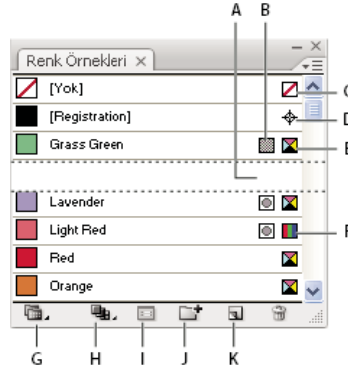 A B
Renk Örnekleri
[Yok] C
[Registration] D
Grass Green E
Lavender
Light Red F
Red
Orange
G H I J K